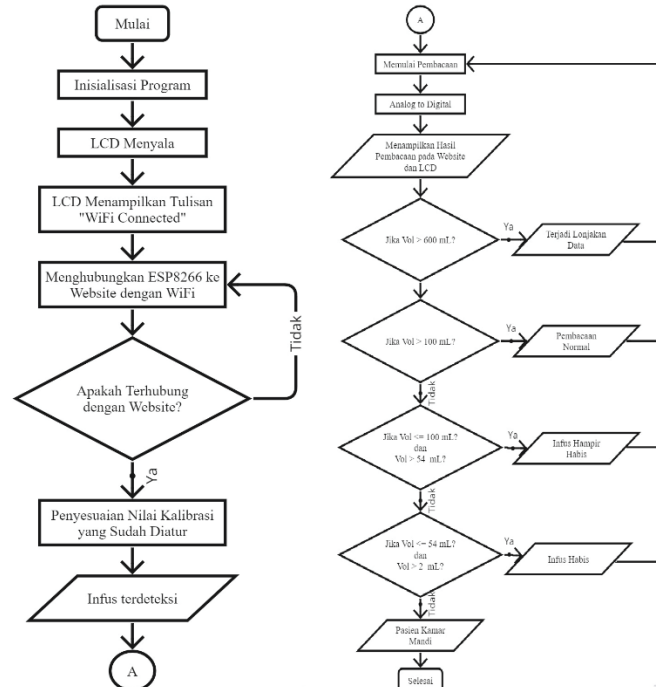 Mulai
Inisialisasi Program
LCD Menyala
LCD Menampilkan Tulisan
"WiFi Connected"
Menghubungkan ESP8266 ke
Website dengan WiFi
Tidak
Apakah Terhubung
dengan Website?
Ya
Penyesuaian Nilai Kalibrasi
yang Sudah Diatur
Infus terdeteksi
A
A
Memulai Pembacaan
Analog to Digital
Menampilkan Hasil
Pembacaan pada Website
dan LCD
Jika Vol > 600 mL?
Ya
Terjadi Lonjakan
Data
Jika Vol > 100 mL?
Ya
Pembacaan
Normal
Tidak
Jika Vol <= 100 mL?
dan
Vol > 54 mL?
Ya
Infus Hampir
Habis
Tidak
Jika Vol <= 54 mL?
dan
Vol > 2 mL?
Ya
Infus Habis
Tidak
Pasien Kamar
Mandi
Selesai